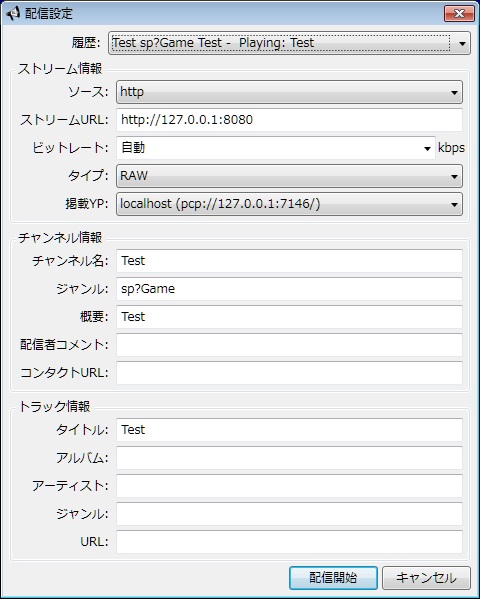 配信設定
履歴: Test sp?Game Test -  Playing: Test
ストリーム情報
ソース: http
ストリームURL: http://127.0.0.1:8080
ビットレート: 自動 kbps
タイプ: RAW
掲載YP: localhost (pcp://127.0.0.1:7146/)
チャンネル情報
チャンネル名: Test
ジャンル: sp?Game
概要: Test
配信者コメント:
コンタクトURL:
トラック情報
タイトル: Test
アルバム:
アーティスト:
ジャンル:
URL:
配信開始 キャンセル